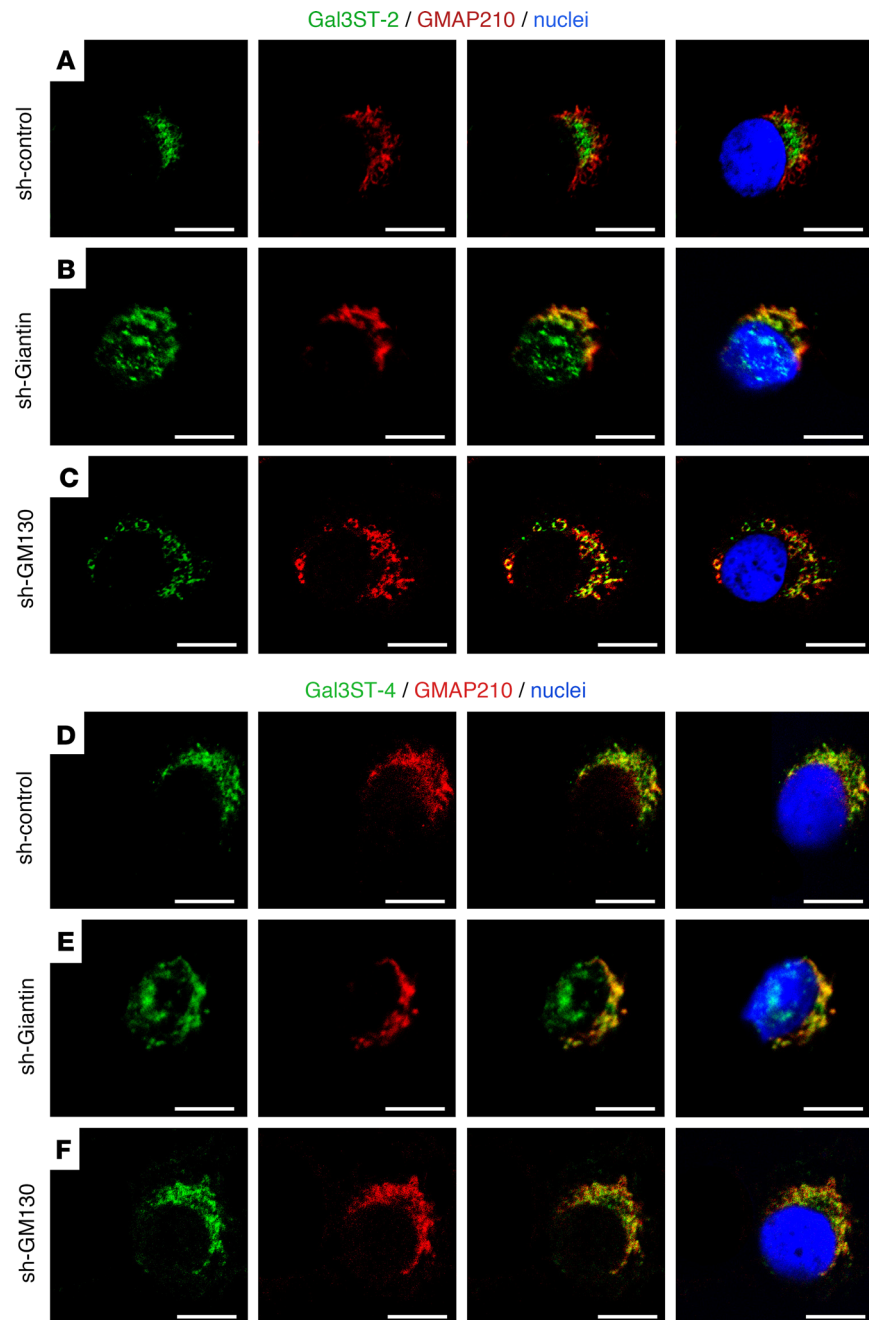 Gal3ST-2 / GMAP210 / nuclei
A
sh-control
B
sh-Giantin
C
sh-GM130
Gal3ST-4 / GMAP210 / nuclei
D
sh-control
E
sh-Giantin
F
sh-GM130